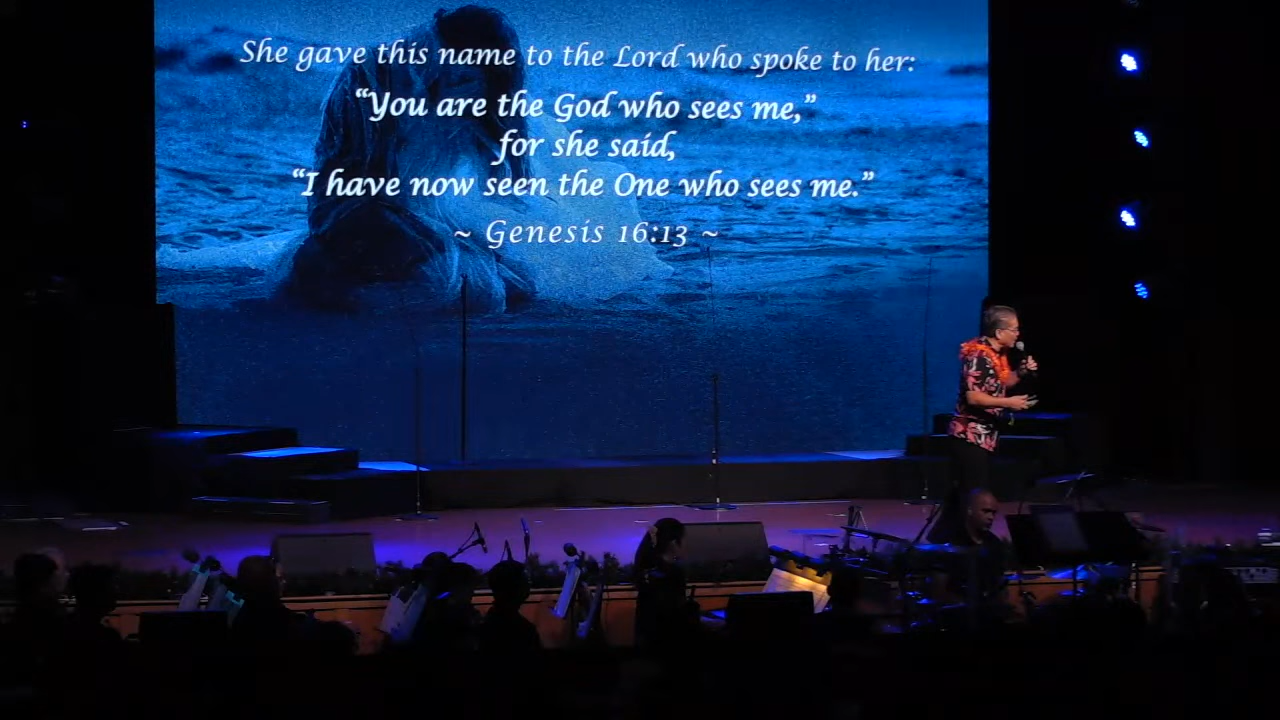 She gave this name to the Lord who spoke to her:
“You are the God who sees me,”
for she said,
“I have now seen the One who sees me.”
~ Genesis 16:13 ~